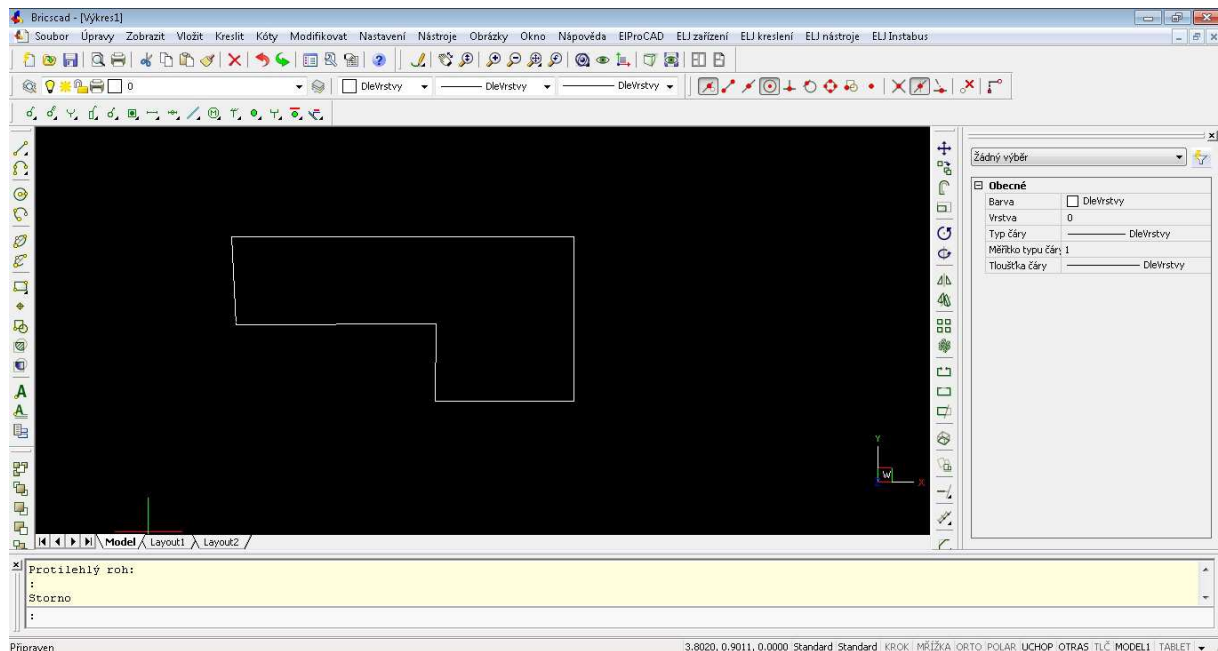 Bricscad - [Výkres1]
Soubor Úpravy Zobrazit Vložit Kreslit Kóty Modifikovat Nastavení Nástroje Obrázky Okno Nápověda ElProCAD ELJ zařízení ELJ kreslení ELJ nástroje ELJ Instabus
0 DleVrstvy DleVrstvy DleVrstvy
Žádný výběr
Obecné
Barva DleVrstvy
Vrstva 0
Typ čáry DleVrstvy
Měřítko typu čáry 1
Tloušťka čáry DleVrstvy
Y
W X
Model Layout1 Layout2
Protilehlý roh:
:
Storno
:
Připraven 3.8020, 0.9011, 0.0000 Standard Standard KROK MŘÍŽKA ORTO POLAR UCHOP OTRAS TLČ MODEL1 TABLET